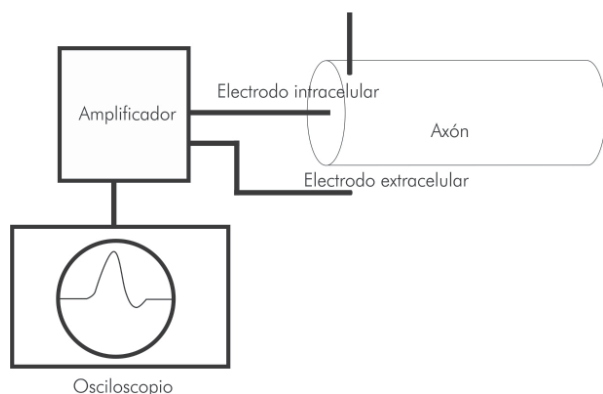 Electrodo intracelular
Amplificador
Axón
Electrodo extracelular
Osciloscopio